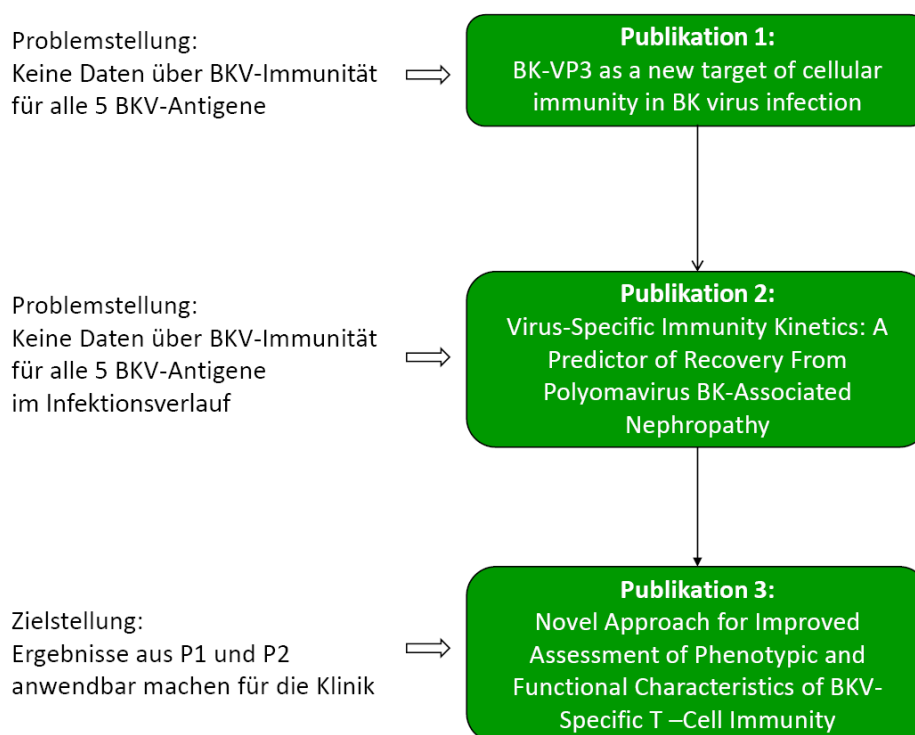 Problemstellung:
Keine Daten über BKV-Immunität
für alle 5 BKV-Antigene
Publikation 1:
BK-VP3 as a new target of cellular
immunity in BK virus infection
Problemstellung:
Keine Daten über BKV-Immunität
für alle 5 BKV-Antigene
im Infektionsverlauf
Publikation 2:
Virus-Specific Immunity Kinetics: A
Predictor of Recovery From
Polyomavirus BK-Associated
Nephropathy
Zielstellung:
Ergebnisse aus P1 und P2
anwendbar machen für die Klinik
Publikation 3:
Novel Approach for Improved
Assessment of Phenotypic and
Functional Characteristics of BKV-
Specific T –Cell Immunity